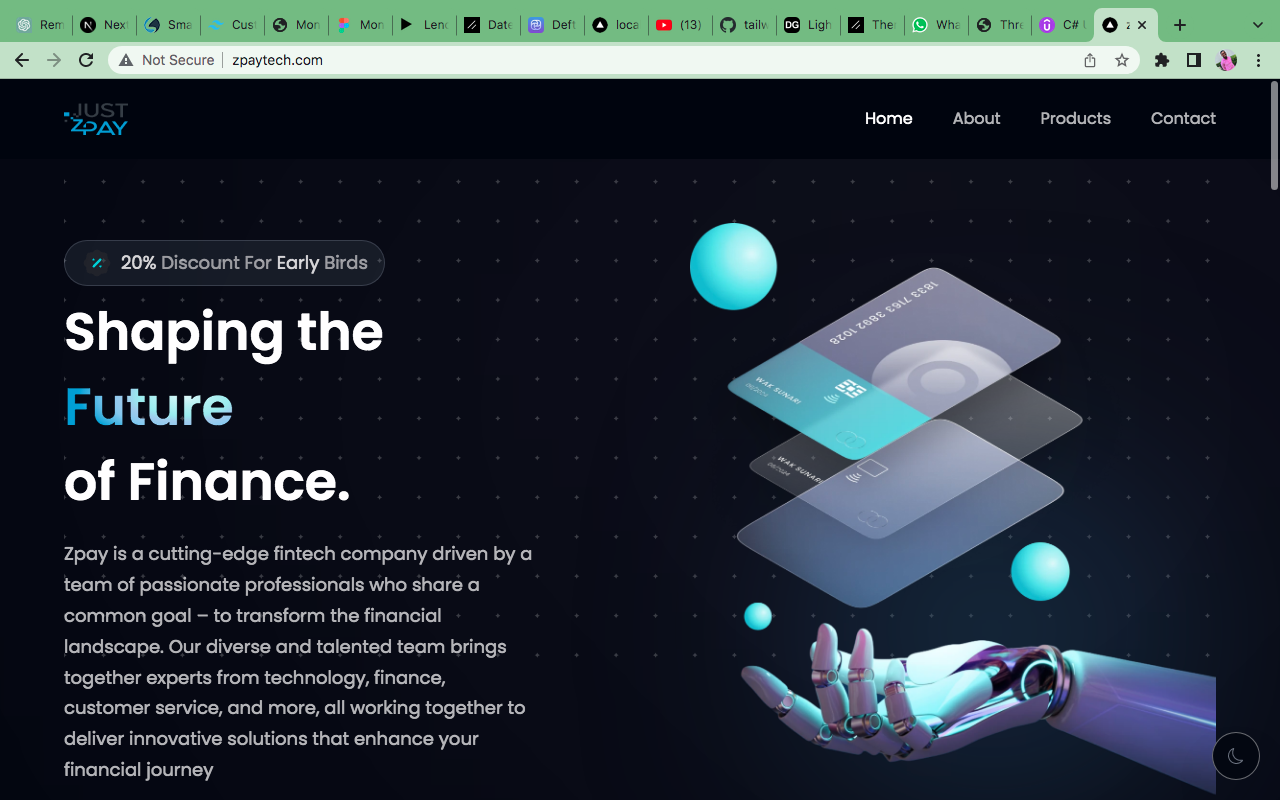 Rem
Next
Sma
Cust
Mon
Mon
Lenc
Date
Deft
loca
(13)
tailw
DG
Ligh
The
Wha
Thre
C# U
z
Not Secure
zpaytech.com
JUST
ZPAY
Home
About
Products
Contact
20% Discount For Early Birds
Shaping the
Future
of Finance.
Zpay is a cutting-edge fintech company driven by a
team of passionate professionals who share a
common goal – to transform the financial
landscape. Our diverse and talented team brings
together experts from technology, finance,
customer service, and more, all working together to
deliver innovative solutions that enhance your
financial journey
1833 7163 3892 1028
WAK SUNARI
WAK SUNARI